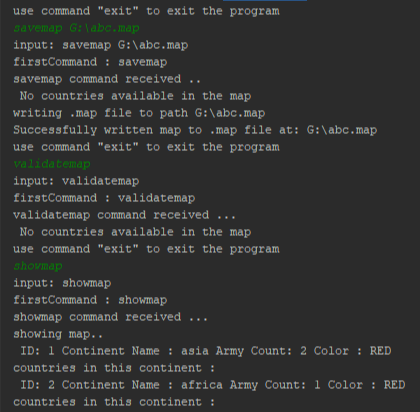 use command "exit" to exit the program
savemap G:\abc.map
input: savemap G:\abc.map
firstCommand : savemap
savemap command received ..
No countries available in the map
writing .map file to path G:\abc.map
Successfully written map to .map file at: G:\abc.map
use command "exit" to exit the program
validatemap
input: validatemap
firstCommand : validatemap
validatemap command received ...
No countries available in the map
use command "exit" to exit the program
showmap
input: showmap
firstCommand : showmap
showmap command received ...
showing map..
ID: 1 Continent Name : asia Army Count: 2 Color : RED
countries in this continent :
ID: 2 Continent Name : africa Army Count: 1 Color : RED
countries in this continent :